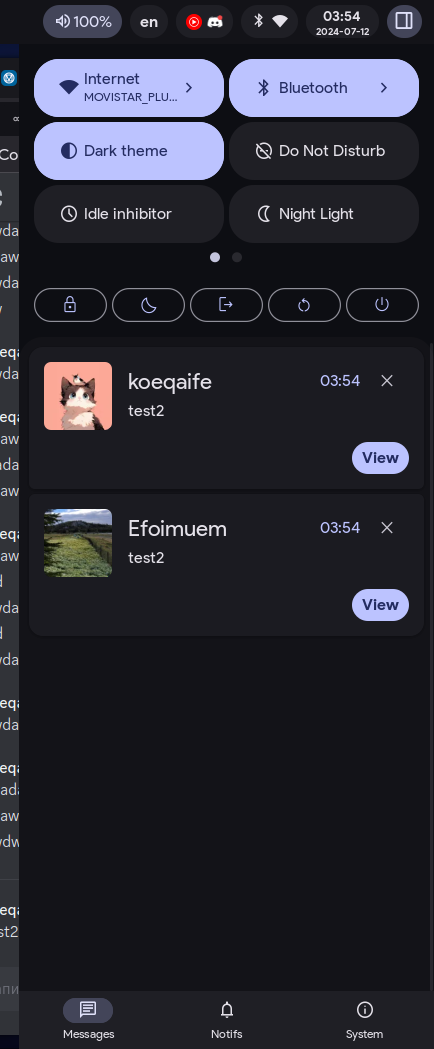 100%
en
03:54
2024-07-12
Internet
MOVISTAR_PLU...
Bluetooth
Dark theme
Do Not Disturb
Idle inhibitor
Night Light
koeqaife
03:54
test2
View
Efoimuem
03:54
test2
View
Messages
Notifs
System